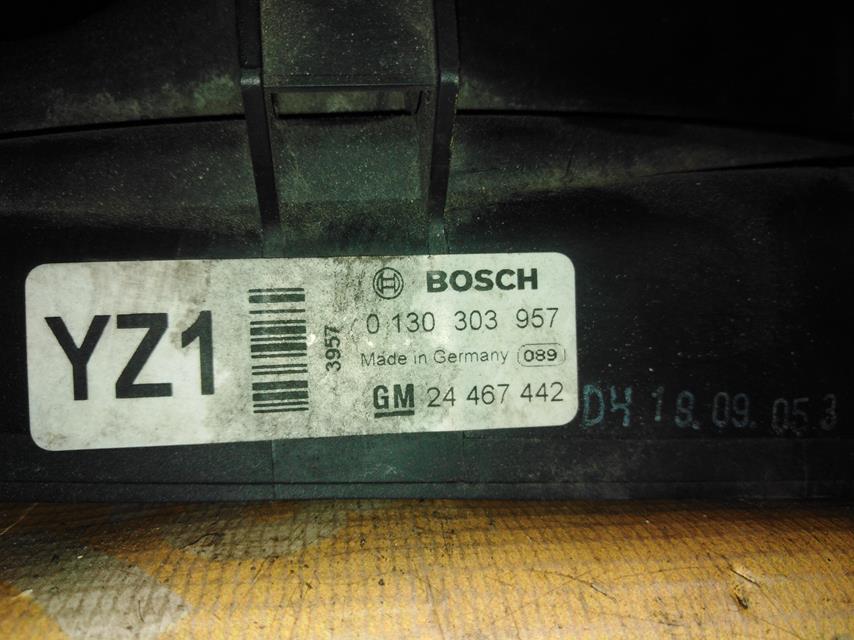 YZ1
3957
BOSCH
0 130 303 957
Made in Germany 089
GM 24 467 442
D4 18.09.05 3